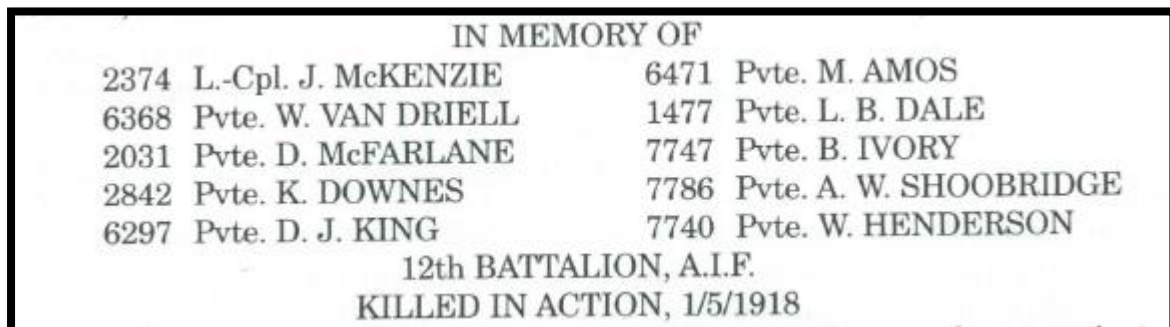 IN MEMORY OF
2374 L.-Cpl. J. McKENZIE 6471 Pvte. M. AMOS
6368 Pvte. W. VAN DRIELL 1477 Pvte. L. B. DALE
2031 Pvte. D. McFARLANE 7747 Pvte. B. IVORY
2842 Pvte. K. DOWNES 7786 Pvte. A. W. SHOOBRIDGE
6297 Pvte. D. J. KING 7740 Pvte. W. HENDERSON
12th BATTALION, A.I.F.
KILLED IN ACTION, 1/5/1918